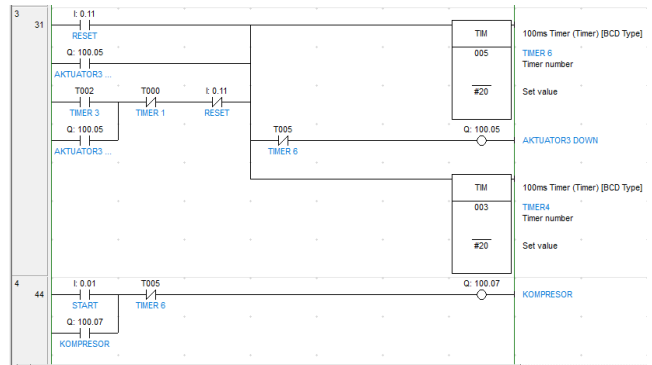 3
31
I: 0.11
RESET
TIM
100ms Timer (Timer) [BCD Type]
Q: 100.05
AKTUATOR3 ...
005
TIMER 6
Timer number
T002
TIMER 3
T000
TIMER 1
I: 0.11
RESET
#20
Set value
Q: 100.05
AKTUATOR3 ...
T005
TIMER 6
Q: 100.05
AKTUATOR3 DOWN
TIM
100ms Timer (Timer) [BCD Type]
003
TIMER4
Timer number
#20
Set value
4
44
I: 0.01
START
T005
TIMER 6
Q: 100.07
KOMPRESOR
Q: 100.07
KOMPRESOR